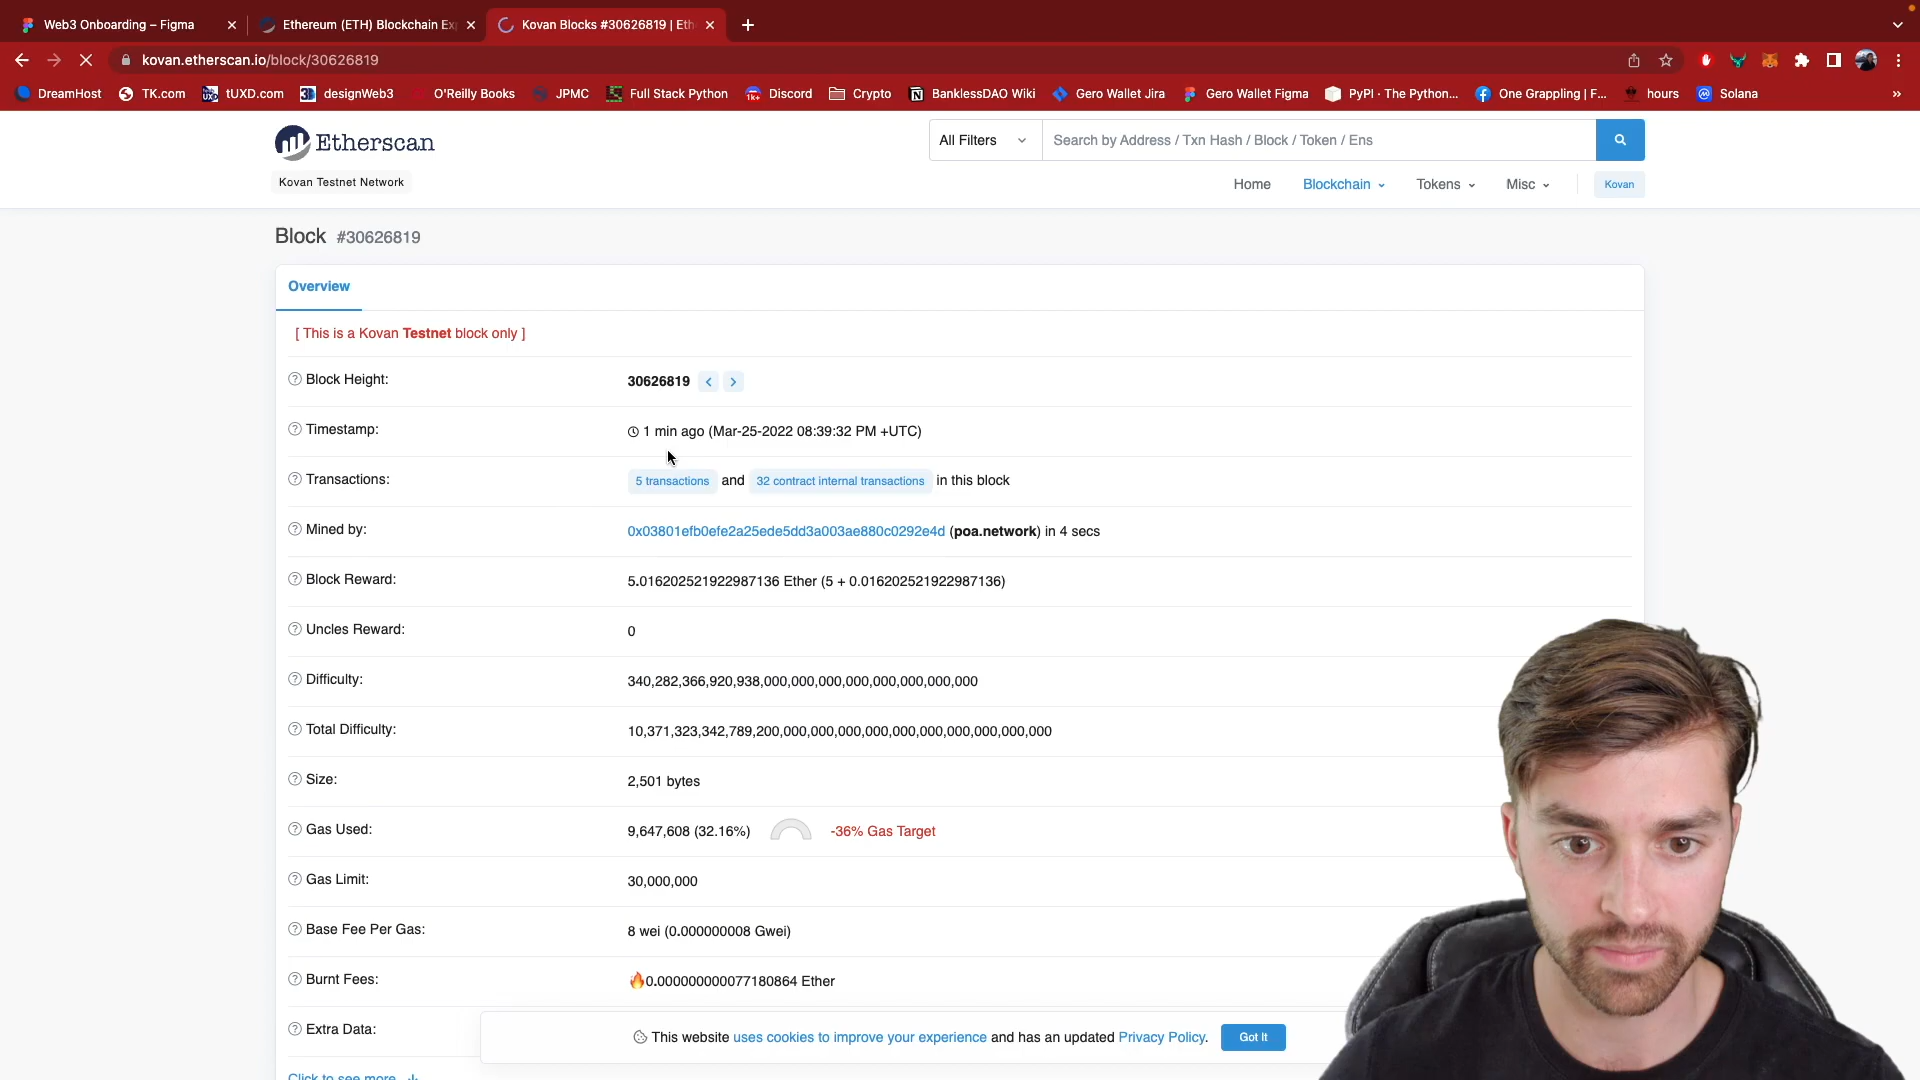 Web3 Onboarding – Figma
Ethereum (ETH) Blockchain Ex
Kovan Blocks #30626819 | Eth
kovan.etherscan.io/block/30626819
DreamHost
TK.com
tUXD.com
designWeb3
O'Reilly Books
JPMC
Full Stack Python
Discord
Crypto
BanklessDAO Wiki
Gero Wallet Jira
Gero Wallet Figma
PyPI · The Python...
One Grappling | F...
hours
Solana
Etherscan
All Filters
Search by Address / Txn Hash / Block / Token / Ens
Kovan Testnet Network
Home
Blockchain
Tokens
Misc
Kovan
Block #30626819
Overview
[ This is a Kovan Testnet block only ]
Block Height: 30626819
Timestamp: 1 min ago (Mar-25-2022 08:39:32 PM +UTC)
Transactions: 5 transactions and 32 contract internal transactions in this block
Mined by: 0x03801efb0efe2a25ede5dd3a003ae880c0292e4d (poa.network) in 4 secs
Block Reward: 5.016202521922987136 Ether (5 + 0.016202521922987136)
Uncles Reward: 0
Difficulty: 340,282,366,920,938,000,000,000,000,000,000,000,000
Total Difficulty: 10,371,323,342,789,200,000,000,000,000,000,000,000,000,000,000
Size: 2,501 bytes
Gas Used: 9,647,608 (32.16%) -36% Gas Target
Gas Limit: 30,000,000
Base Fee Per Gas: 8 wei (0.000000008 Gwei)
Burnt Fees: 🔥0.000000000077180864 Ether
Extra Data:
This website uses cookies to improve your experience and has an updated Privacy Policy.
Got It
Click to see more